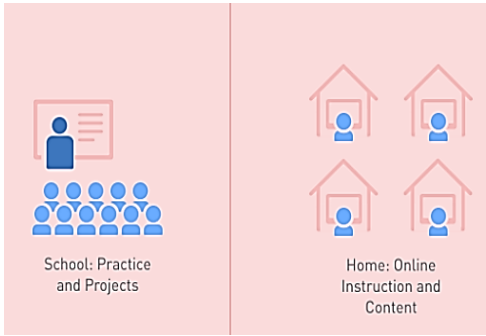 School: Practice
and Projects
Home: Online
Instruction and
Content